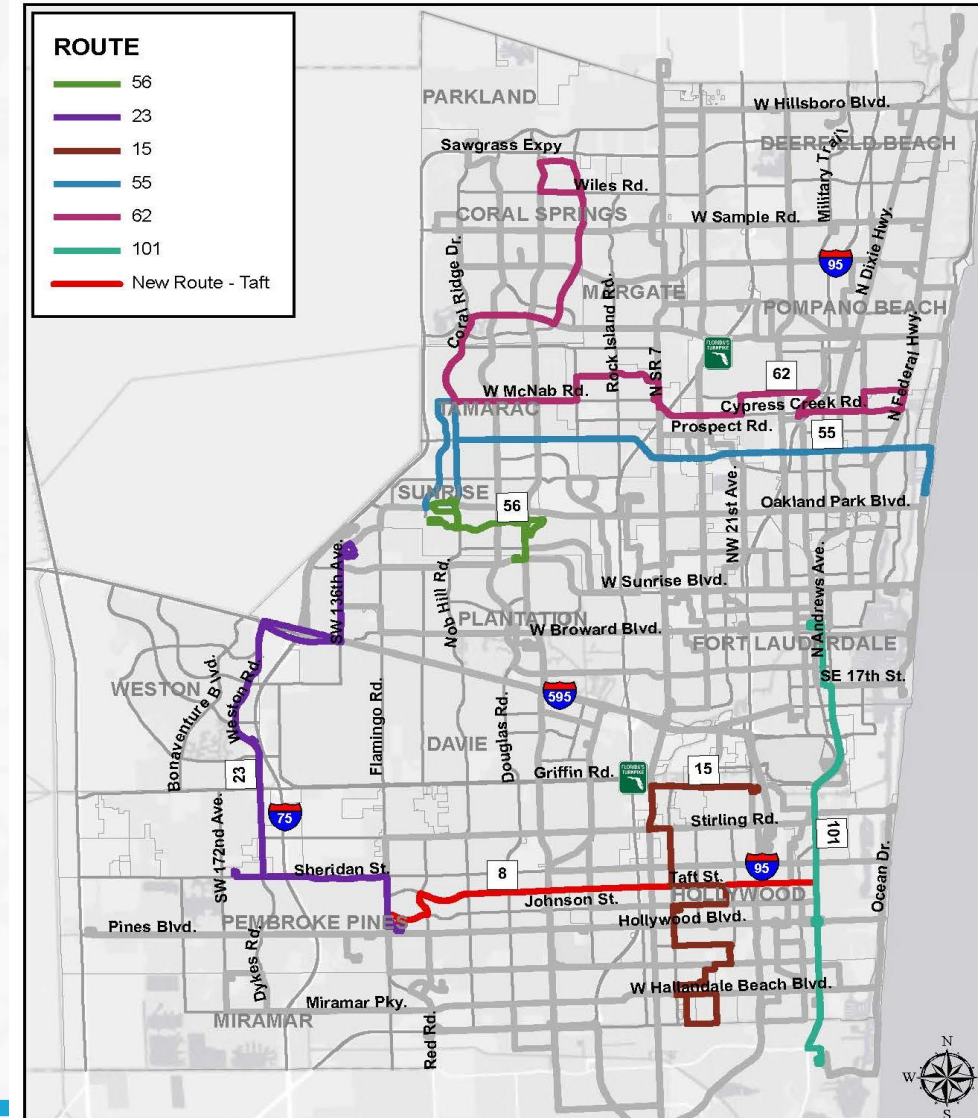 ROUTE
56
23
15
55
62
101
New Route - Taft
PARKLAND
W Hillsboro Blvd.
DEERFIELD BEACH
Sawgrass Expy
Military Trail
Wiles Rd.
CORAL SPRINGS
W Sample Rd.
N Dixie Hwy.
95
Coral Ridge Dr.
MARGATE
Rock Island Rd.
POMPANO BEACH
N SR 7
FLORIDA'S
TURNPIKE
62
N Federal Hwy.
W McNab Rd.
TAMARAC
Cypress Creek Rd.
Prospect Rd.
55
SUNRISE
NW 21st Ave.
Oakland Park Blvd.
56
SW 136th Ave.
Nob Hill Rd.
W Sunrise Blvd.
N Andrews Ave.
PLANTATION
W Broward Blvd.
FORT LAUDERDALE
Bonaventure Blvd.
Weston Rd.
WESTON
SE 17th St.
595
Flamingo Rd.
Douglas Rd.
DAVIE
23
Griffin Rd.
FLORIDA'S
TURNPIKE
15
75
Stirling Rd.
101
SW 172nd Ave.
Sheridan St.
8
95
Taft St.
Ocean Dr.
Johnson St.
HOLLYWOOD
Pines Blvd.
PEMBROKE PINES
Hollywood Blvd.
Dykes Rd.
W Hallandale Beach Blvd.
Miramar Pky.
MIRAMAR
Red Rd.
N
W
S